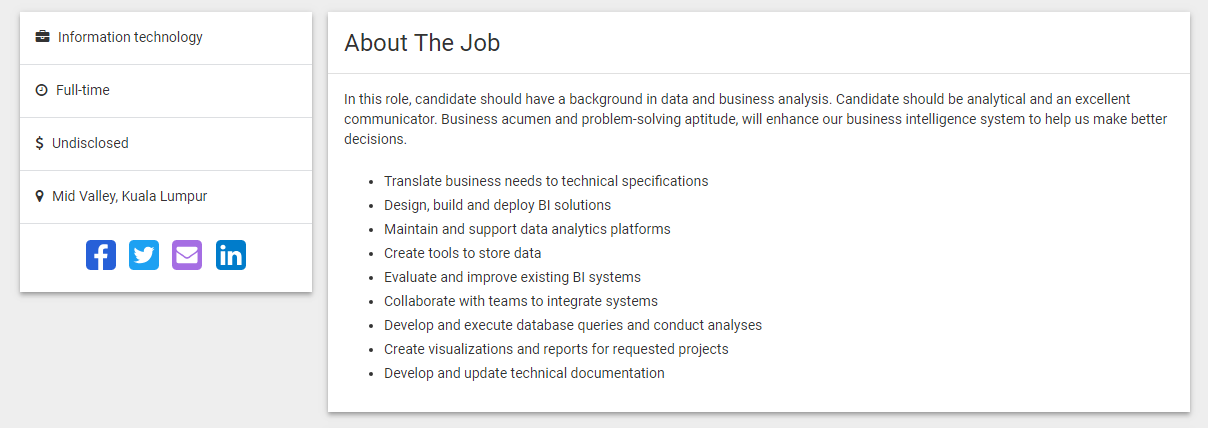 Information technology
Full-time
Undisclosed
Mid Valley, Kuala Lumpur
About The Job
In this role, candidate should have a background in data and business analysis. Candidate should be analytical and an excellent
communicator. Business acumen and problem-solving aptitude, will enhance our business intelligence system to help us make better
decisions.
• Translate business needs to technical specifications
• Design, build and deploy BI solutions
• Maintain and support data analytics platforms
• Create tools to store data
• Evaluate and improve existing BI systems
• Collaborate with teams to integrate systems
• Develop and execute database queries and conduct analyses
• Create visualizations and reports for requested projects
• Develop and update technical documentation